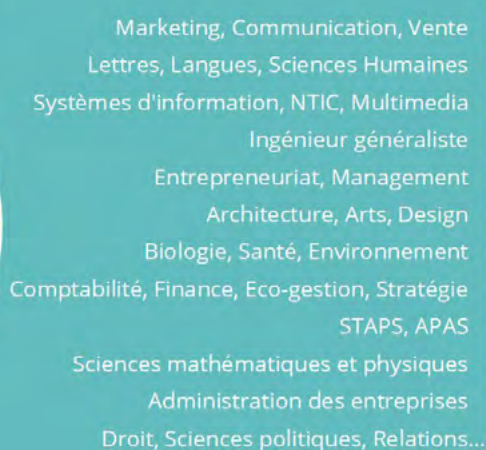 Marketing, Communication, Vente
Lettres, Langues, Sciences Humaines
Systèmes d'information, NTIC, Multimedia
Ingénieur généraliste
Entrepreneuriat, Management
Architecture, Arts, Design
Biologie, Santé, Environnement
Comptabilité, Finance, Eco-gestion, Stratégie
STAPS, APAS
Sciences mathématiques et physiques
Administration des entreprises
Droit, Sciences politiques, Relations...